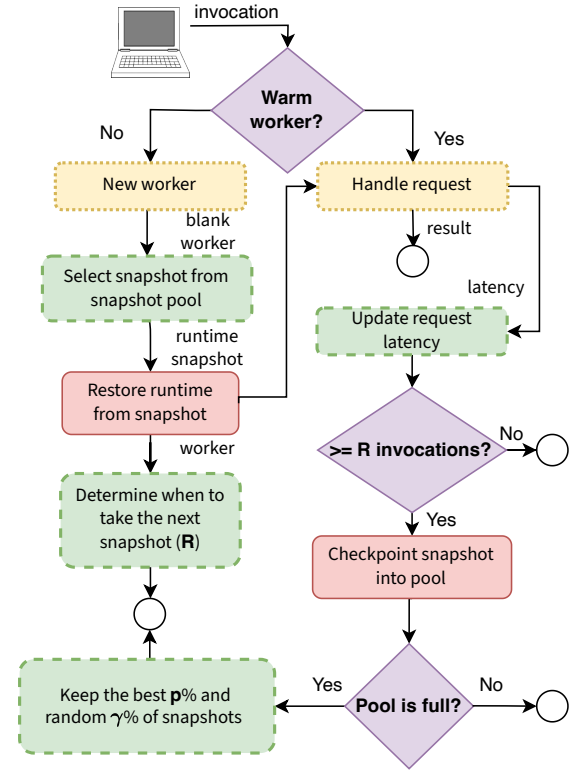 invocation
Warm
worker?
No
Yes
New worker
Handle request
blank
worker
result
Select snapshot from
snapshot pool
latency
runtime
snapshot
Update request
latency
Restore runtime
from snapshot
worker
>= R invocations?
No
Determine when to
take the next
snapshot (R)
Yes
Checkpoint snapshot
into pool
Keep the best p% and
random γ% of snapshots
Yes
Pool is full?
No